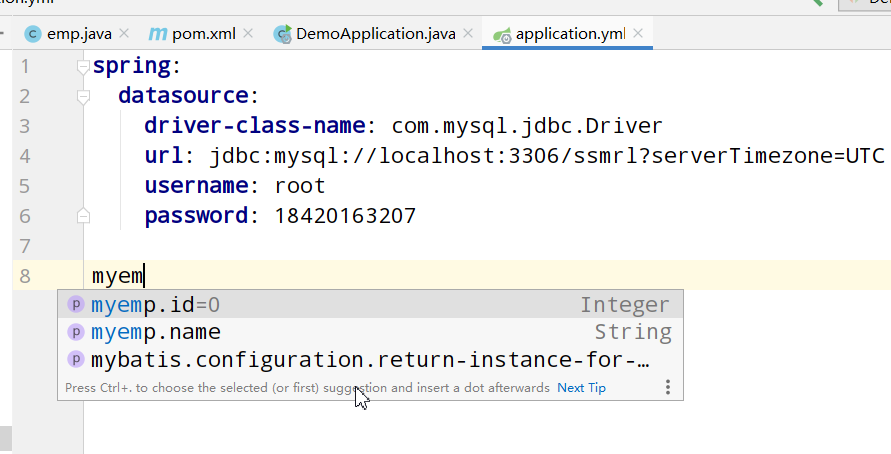 on.yml
emp.java × m pom.xml × DemoApplication.java × application.yml ×
1 spring:
2 datasource:
3 driver-class-name: com.mysql.jdbc.Driver
4 url: jdbc:mysql://localhost:3306/ssmrl?serverTimezone=UTC
5 username: root
6 password: 18420163207
7
8 myem
p myemp.id=0 Integer
p myemp.name String
p mybatis.configuration.return-instance-for-…
Press Ctrl+. to choose the selected (or first) suggestion and insert a dot afterwards Next Tip